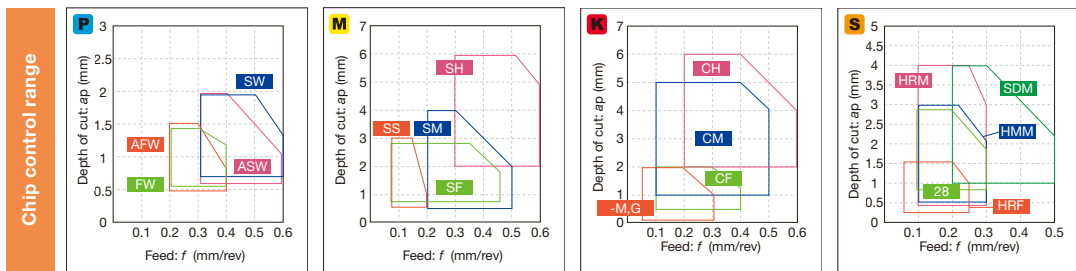 Chip control range
P
Depth of cut: ap (mm)
3
2.5
2
1.5
1
0.5
0
0.1 0.2 0.3 0.4 0.5 0.6
Feed: f (mm/rev)
SW
AFW
ASW
FW
M
Depth of cut: ap (mm)
7
6
5
4
3
2
1
0
0.1 0.2 0.3 0.4 0.5 0.6
Feed: f (mm/rev)
SH
SS
SM
SF
K
Depth of cut: ap (mm)
7
6
5
4
3
2
1
0
0.1 0.2 0.3 0.4 0.5 0.6
Feed: f (mm/rev)
CH
CM
CF
-M,G
S
Depth of cut: ap (mm)
5
4.5
4
3.5
3
2.5
2
1.5
1
0.5
0
0.1 0.2 0.3 0.4 0.5
Feed: f (mm/rev)
HRM
SDM
HMM
28
HRF